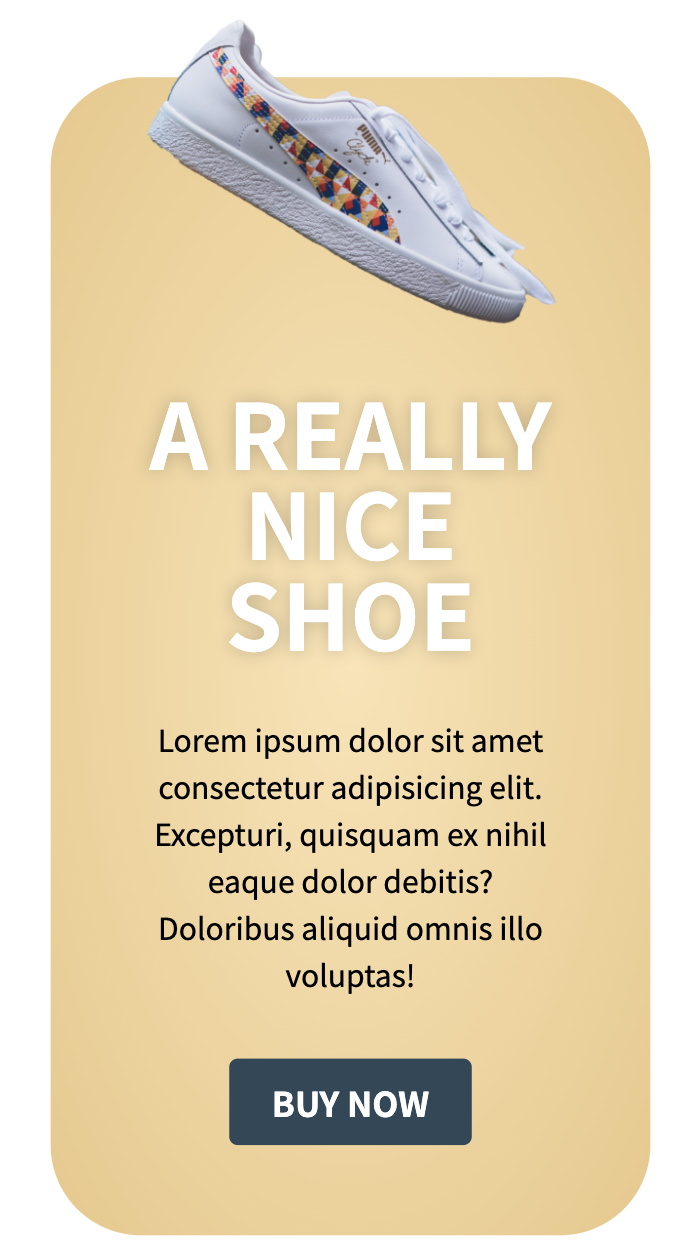 PUMA
Clyde
A REALLY
NICE
SHOE
Lorem ipsum dolor sit amet
consectetur adipisicing elit.
Excepturi, quisquam ex nihil
eaque dolor debitis?
Doloribus aliquid omnis illo
voluptas!
BUY NOW